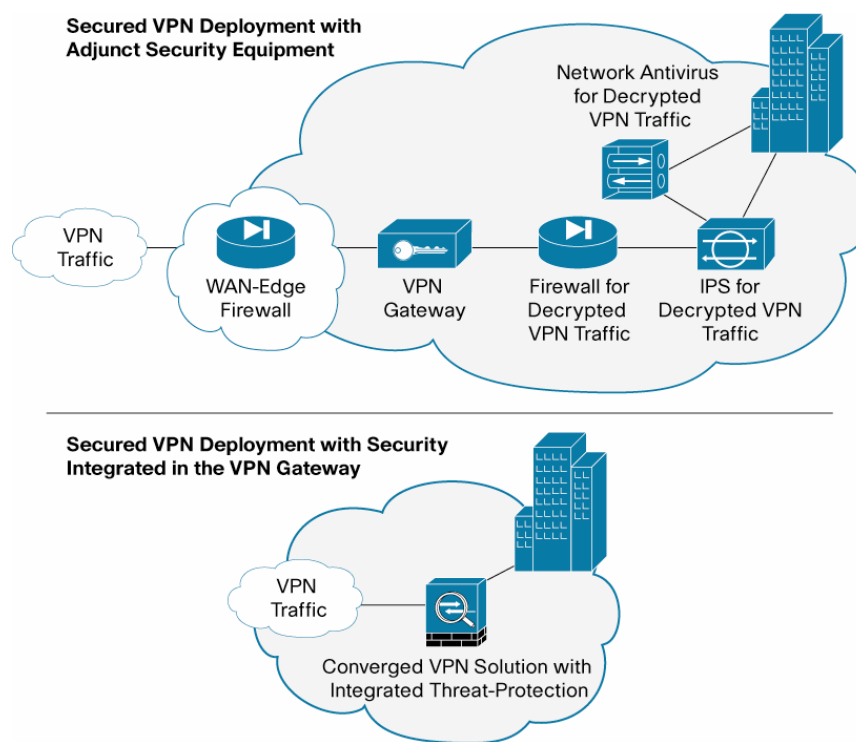 Secured VPN Deployment with
Adjunct Security Equipment
Network Antivirus
for Decrypted
VPN Traffic
VPN
Traffic
WAN-Edge
Firewall
VPN
Gateway
Firewall for
Decrypted
VPN Traffic
IPS for
Decrypted VPN
Traffic
Secured VPN Deployment with Security
Integrated in the VPN Gateway
VPN
Traffic
Converged VPN Solution with
Integrated Threat-Protection